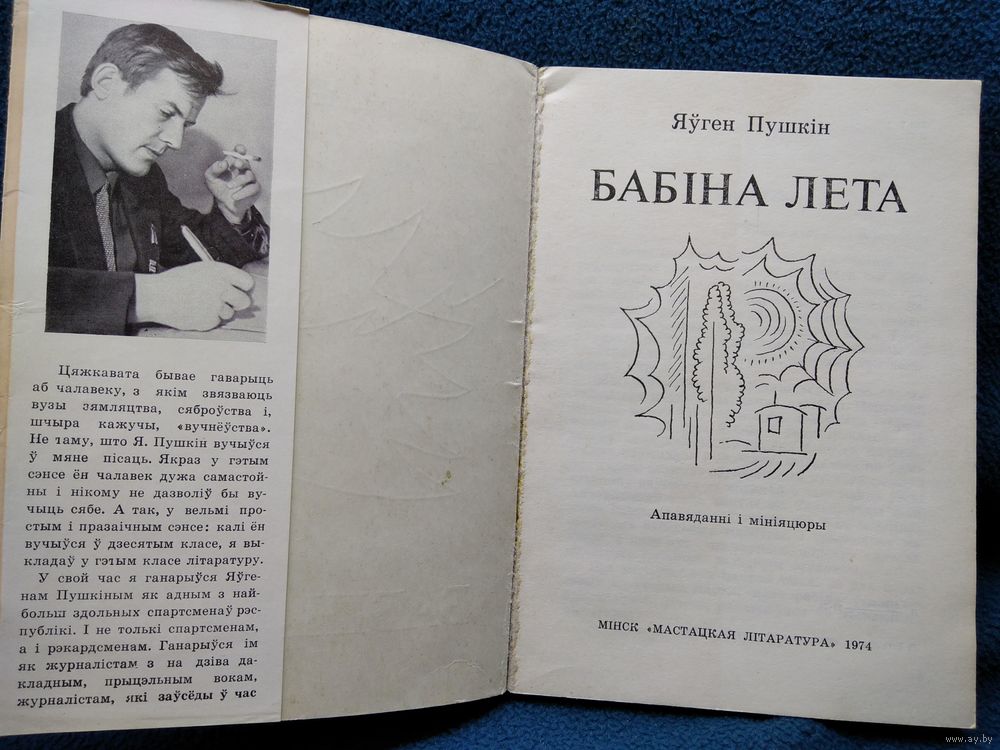 Цяжкавата бывае гаварыць
аб чалавеку, з якім звязваюць
вузы зямляцтва, сяброўства і,
шчыра кажучы, «вучнёўства».
Не таму, што Я. Пушкін вучыўся
ў мяне пісаць. Якраз у гэтым
сэнсе ён чалавек дужа самастой-
ны і нікому не дазволіў бы ву-
чыць сябе. А так, у вельмі про-
стым і празаічным сэнсе: калі ён
вучыўся ў дзесятым класе, я вы-
кладаў у гэтым класе літаратуру.
У свой час я ганарыўся Яўге-
нам Пушкіным як адным з най-
больш здольных спартсменаў рэс-
публікі. І не толькі спартсменам,
а і рэкардсменам. Ганарыўся ім
як журналістам з на дзіва да-
кладным, прыцэльным вокам,
журналістам, які заўсёды ў час
Яўген Пушкін
БАБІНА ЛЕТА
Апавяданні і мініяцюры
МІНСК «МАСТАЦКАЯ ЛІТАРАТУРА» 1974
www.ay.by